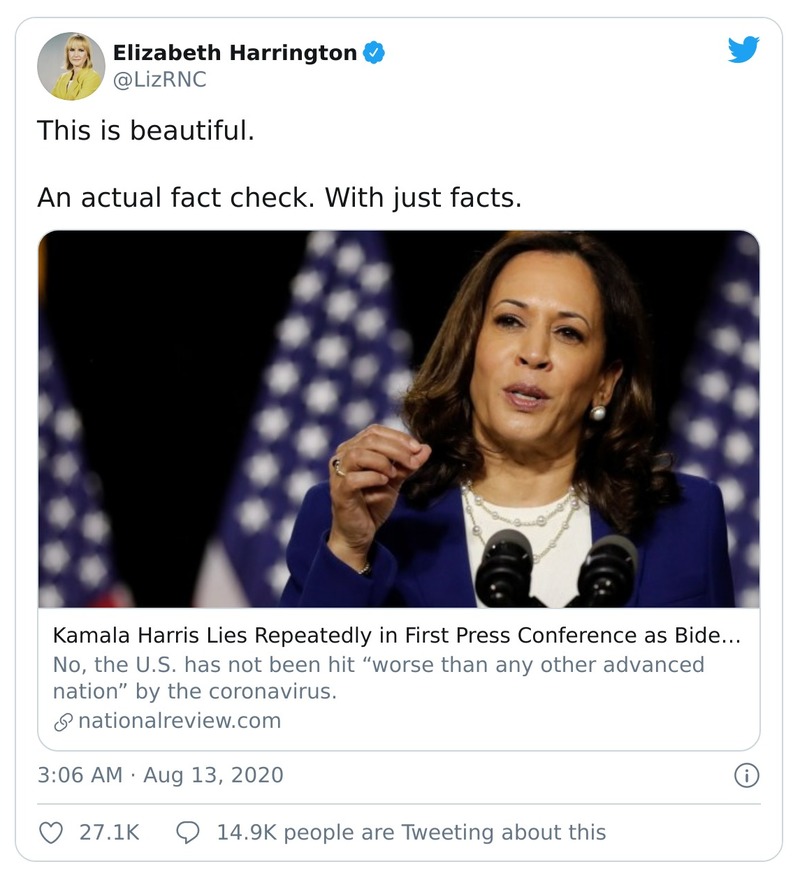 Elizabeth Harrington
@LizRNC
This is beautiful.
An actual fact check. With just facts.
Kamala Harris Lies Repeatedly in First Press Conference as Bide…
No, the U.S. has not been hit “worse than any other advanced
nation” by the coronavirus.
nationalreview.com
3:06 AM · Aug 13, 2020
27.1K 14.9K people are Tweeting about this